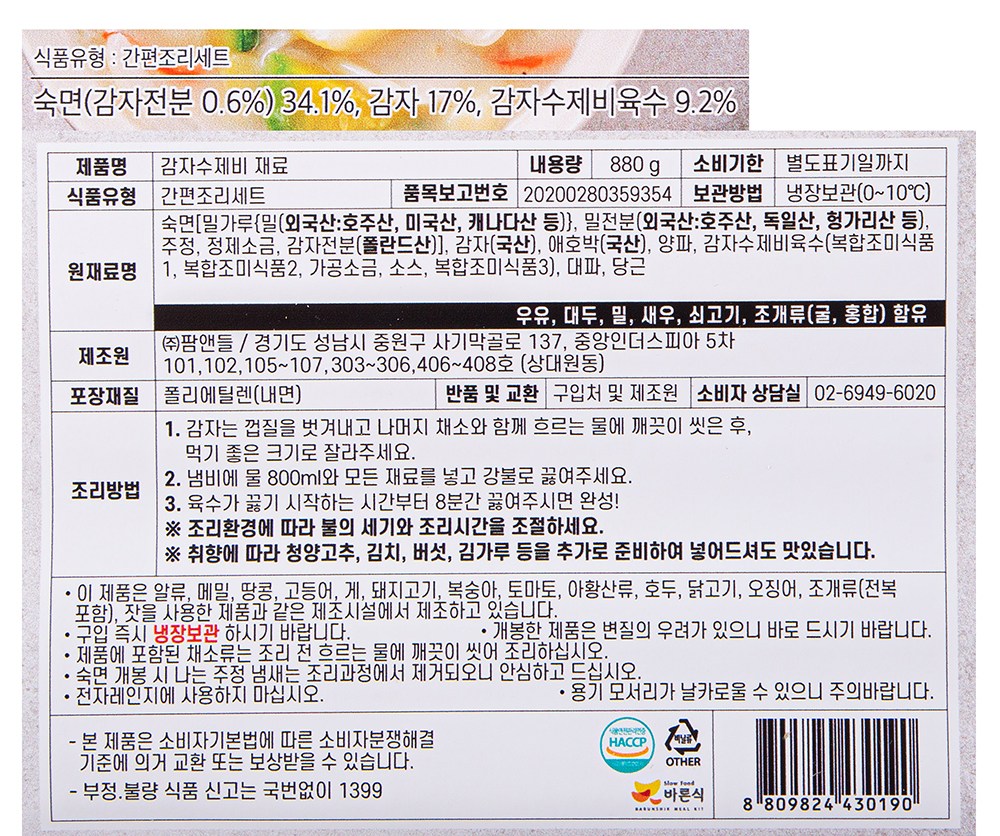 식품유형 : 간편조리세트
숙면(감자전분 0.6%) 34.1%, 감자 17%, 감자수제비육수 9.2%
제품명 감자수제비 재료 내용량 880 g 소비기한 별도표기일까지
식품유형 간편조리세트 품목보고번호 20200280359354 보관방법 냉장보관(0~10℃)
원재료명
숙면[밀가루{밀(외국산:호주산, 미국산, 캐나다산 등)}, 밀전분(외국산:호주산, 독일산, 헝가리산 등),
주정, 정제소금, 감자전분(폴란드산)], 감자(국산), 애호박(국산), 양파, 감자수제비육수(복합조미식품
1, 복합조미식품2, 가공소금, 소스, 복합조미식품3), 대파, 당근
우유, 대두, 밀, 새우, 쇠고기, 조개류(굴, 홍합) 함유
제조원
㈜팜앤들 / 경기도 성남시 중원구 사기막골로 137, 중앙인더스피아 5차
101,102,105~107,303~306,406~408호 (상대원동)
포장재질 폴리에틸렌(내면) 반품 및 교환 구입처 및 제조원 소비자 상담실 02-6949-6020
조리방법
1. 감자는 껍질을 벗겨내고 나머지 채소와 함께 흐르는 물에 깨끗이 씻은 후,
먹기 좋은 크기로 잘라주세요.
2. 냄비에 물 800ml와 모든 재료를 넣고 강불로 끓여주세요.
3. 육수가 끓기 시작하는 시간부터 8분간 끓여주시면 완성!
※ 조리환경에 따라 불의 세기와 조리시간을 조절하세요.
※ 취향에 따라 청양고추, 김치, 버섯, 김가루 등을 추가로 준비하여 넣어드셔도 맛있습니다.
• 이 제품은 알류, 메밀, 땅콩, 고등어, 게, 돼지고기, 복숭아, 토마토, 아황산류, 호두, 닭고기, 오징어, 조개류(전복
포함), 잣을 사용한 제품과 같은 제조시설에서 제조하고 있습니다.
• 구입 즉시 냉장보관 하시기 바랍니다. • 개봉한 제품은 변질의 우려가 있으니 바로 드시기 바랍니다.
• 제품에 포함된 채소류는 조리 전 흐르는 물에 깨끗이 씻어 조리하십시오.
• 숙면 개봉 시 나는 주정 냄새는 조리과정에서 제거되오니 안심하고 드십시오.
• 전자레인지에 사용하지 마십시오. • 용기 모서리가 날카로울 수 있으니 주의바랍니다.
- 본 제품은 소비자기본법에 따른 소비자분쟁해결
기준에 의거 교환 또는 보상받을 수 있습니다.
- 부정.불량 식품 신고는 국번없이 1399
식품안전관리인증
HACCP
비닐류
OTHER
Slow Food
바른식
BARUNSHIK MEAL KIT
8 809824 430190